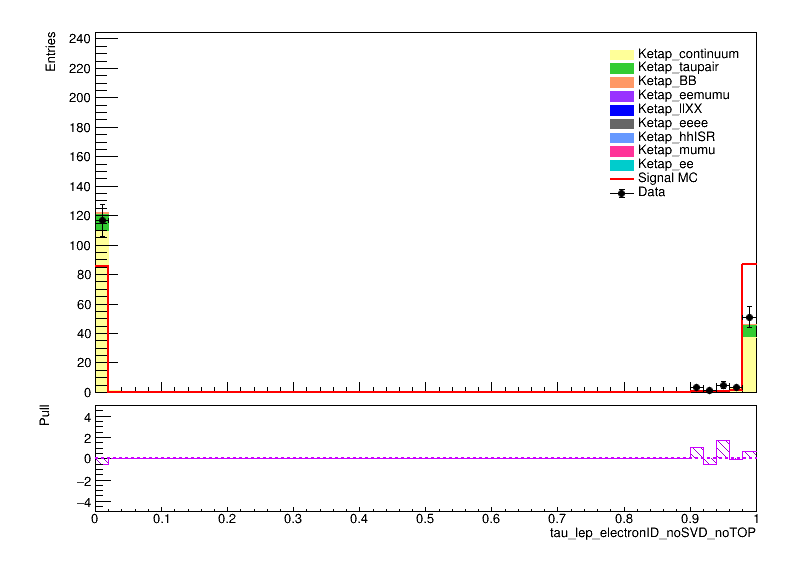 Entries
240
220
200
180
160
140
120
100
80
60
40
20
0
Ketap_continuum
Ketap_taupair
Ketap_BB
Ketap_eemumu
Ketap_llXX
Ketap_eeee
Ketap_hhISR
Ketap_mumu
Ketap_ee
Signal MC
Data
Pull
4
2
0
−2
−4
0 0.1 0.2 0.3 0.4 0.5 0.6 0.7 0.8 0.9 1
tau_lep_electronID_noSVD_noTOP